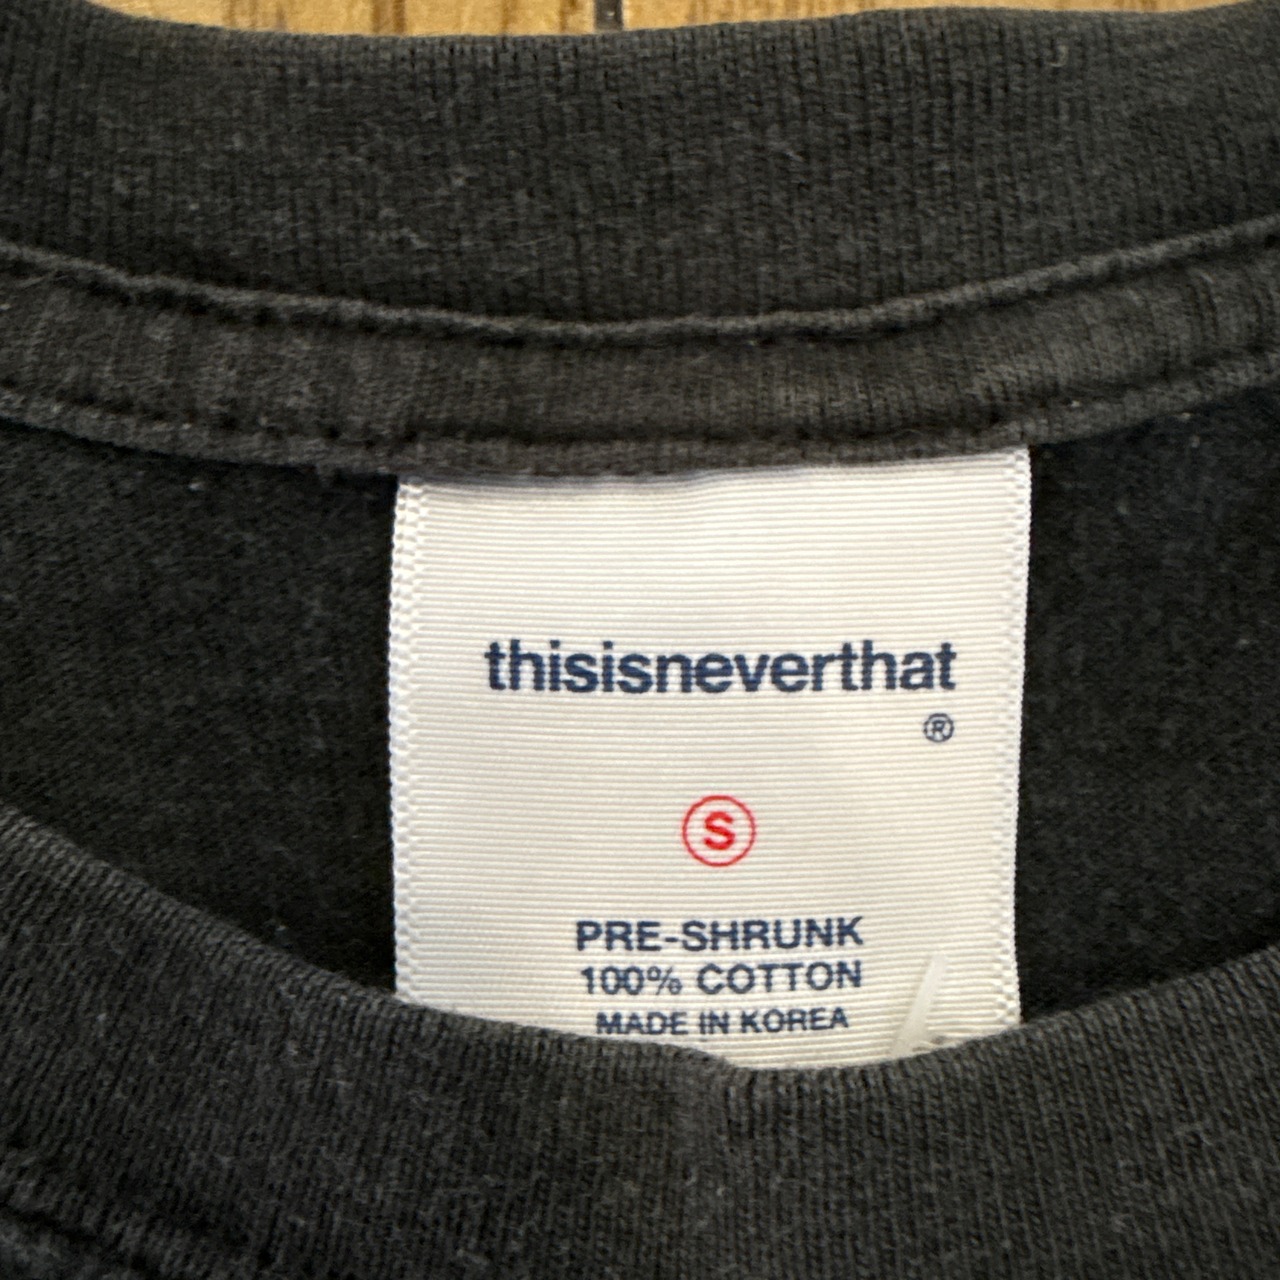 thisisneverthat
®
S
PRE-SHRUNK
100% COTTON
MADE IN KOREA